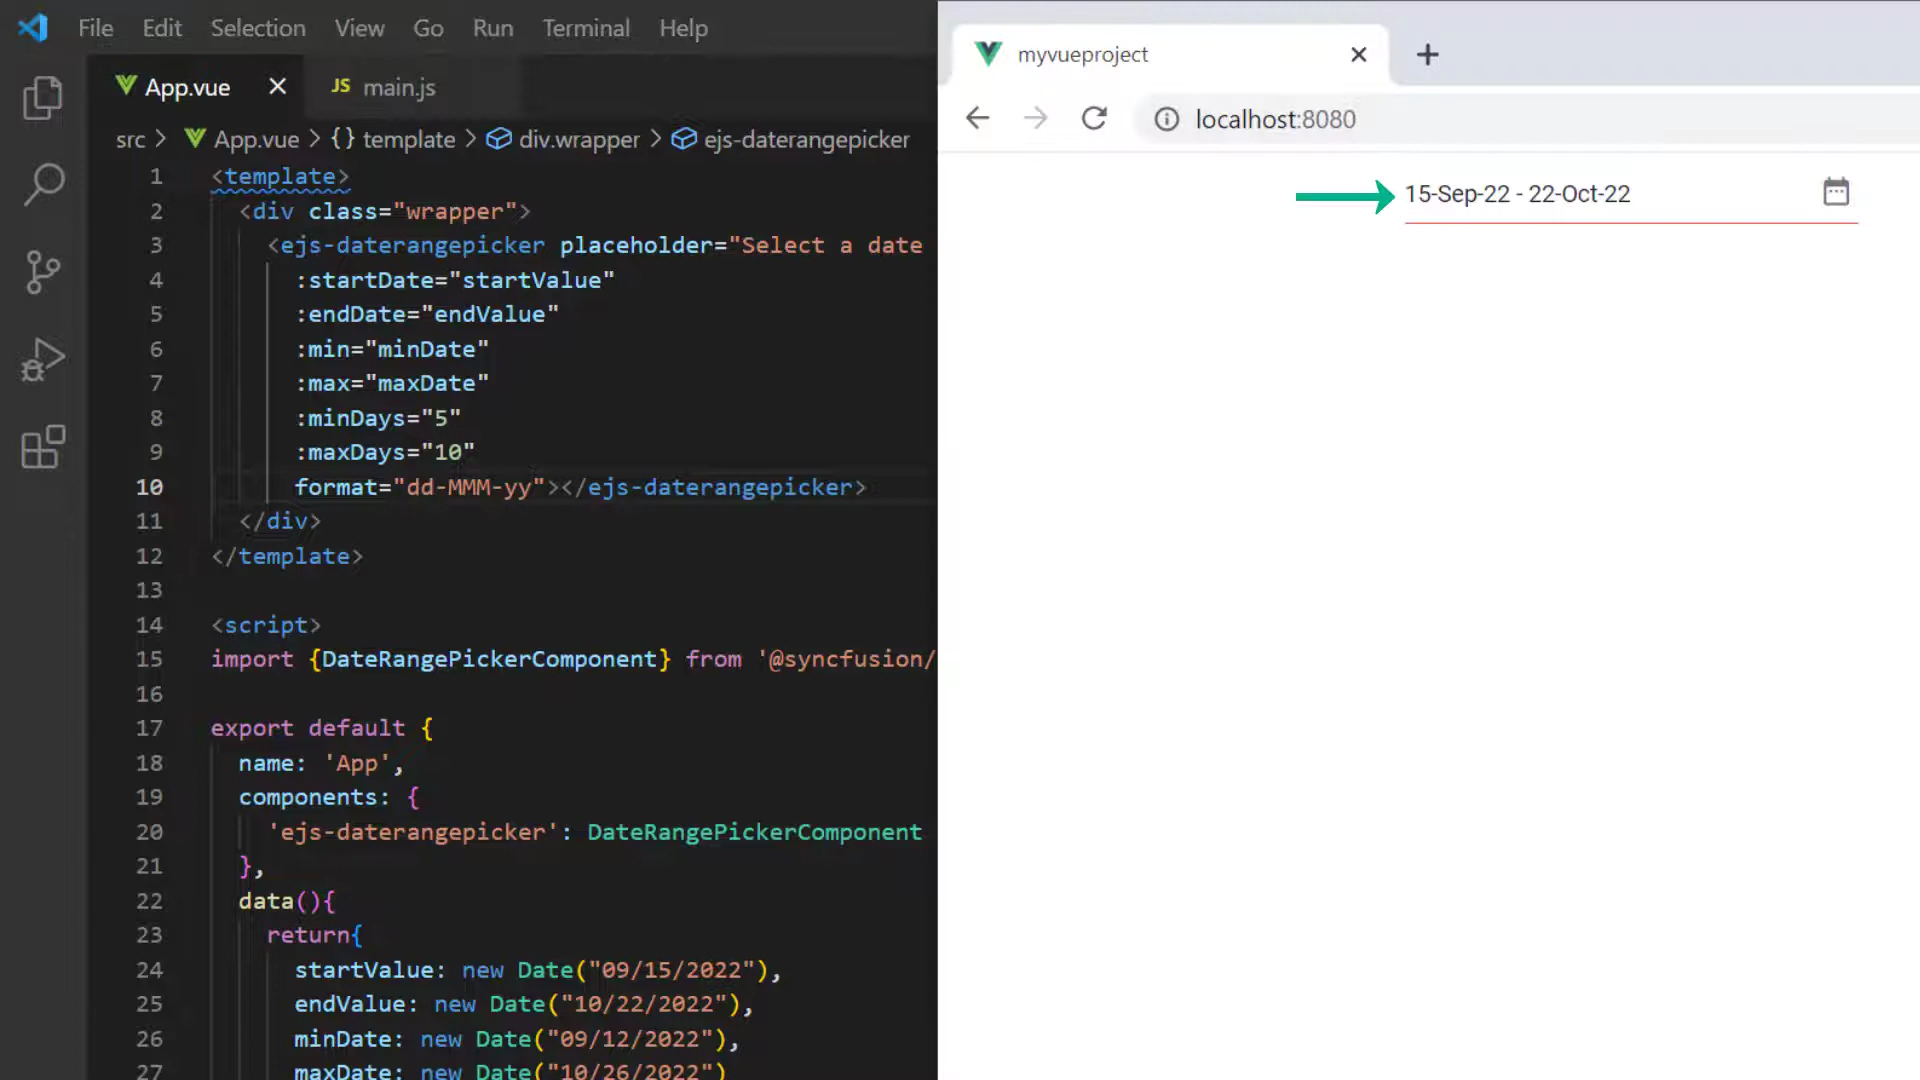 File Edit Selection View Go Run Terminal Help
App.vue
JS main.js
src > App.vue > {} template > div.wrapper > ejs-daterangepicker
1 <template>
2 <div class="wrapper">
3 <ejs-daterangepicker placeholder="Select a date
4 :startDate="startValue"
5 :endDate="endValue"
6 :min="minDate"
7 :max="maxDate"
8 :minDays="5"
9 :maxDays="10"
10 format="dd-MMM-yy"></ejs-daterangepicker>
11 </div>
12 </template>
13
14 <script>
15 import {DateRangePickerComponent} from '@syncfusion/
16
17 export default {
18 name: 'App',
19 components: {
20 'ejs-daterangepicker': DateRangePickerComponent
21 },
22 data(){
23 return{
24 startValue: new Date("09/15/2022"),
25 endValue: new Date("10/22/2022"),
26 minDate: new Date("09/12/2022"),
27 maxDate: new Date("10/26/2022")
myvueproject
localhost:8080
15-Sep-22 - 22-Oct-22